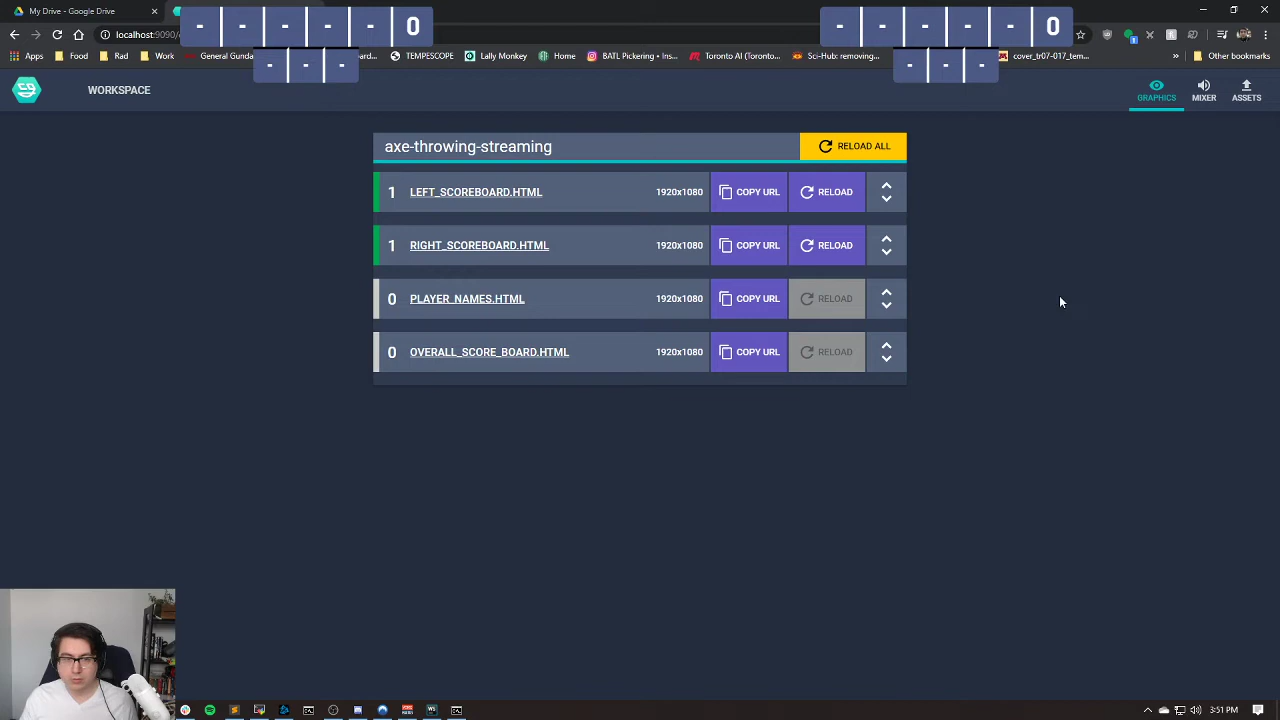 My Drive - Google Drive
- - - - - 0
- - - - - 0
localhost:9090/
- - -
- - -
Apps
Food
Rad
Work
General Gunda
TEMPESCOPE
Lally Monkey
Home
BATL Pickering • Inst
Toronto AI (Toront
Sci-Hub: removing...
cover_tr07-017_tem...
»
Other bookmarks
WORKSPACE
GRAPHICS
MIXER
ASSETS
axe-throwing-streaming
RELOAD ALL
1 LEFT_SCOREBOARD.HTML 1920x1080 COPY URL RELOAD
1 RIGHT_SCOREBOARD.HTML 1920x1080 COPY URL RELOAD
0 PLAYER_NAMES.HTML 1920x1080 COPY URL RELOAD
0 OVERALL_SCORE_BOARD.HTML 1920x1080 COPY URL RELOAD
3:51 PM